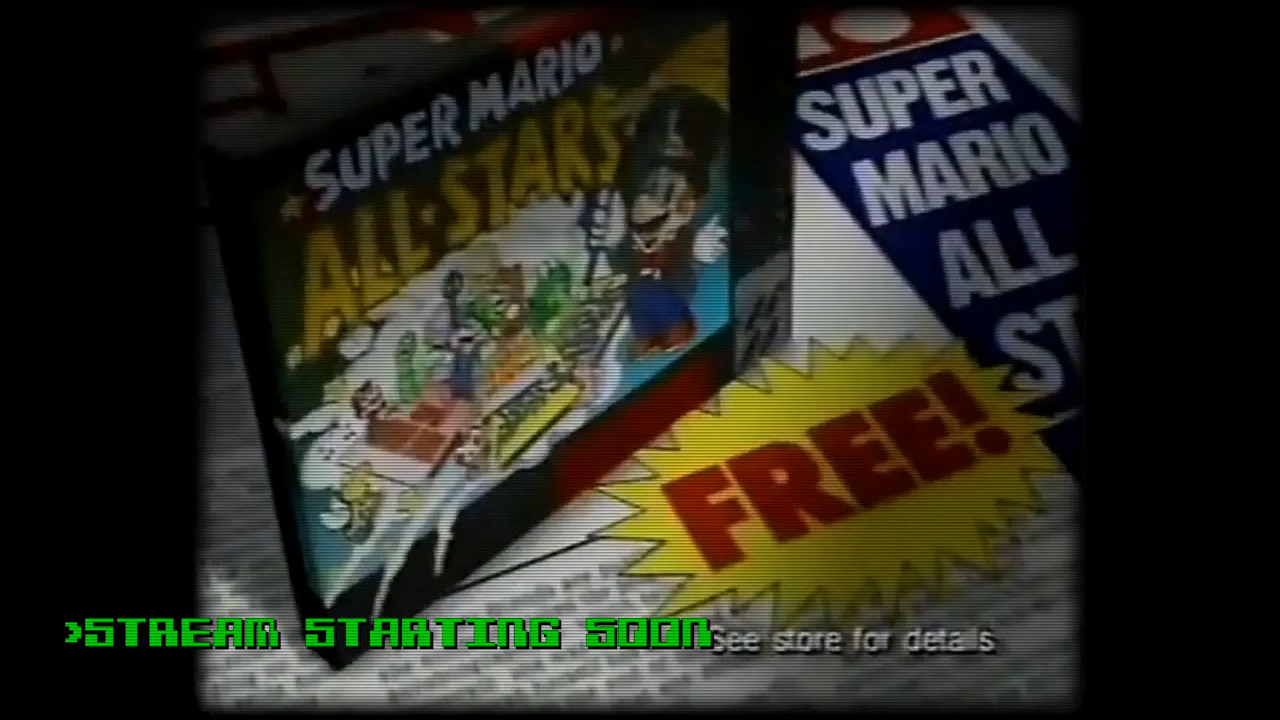 SUPER MARIO
ALL-STARS
SUPER
MARIO
ALL
ST
FREE!
>STREAM STARTING SOON
See store for details.